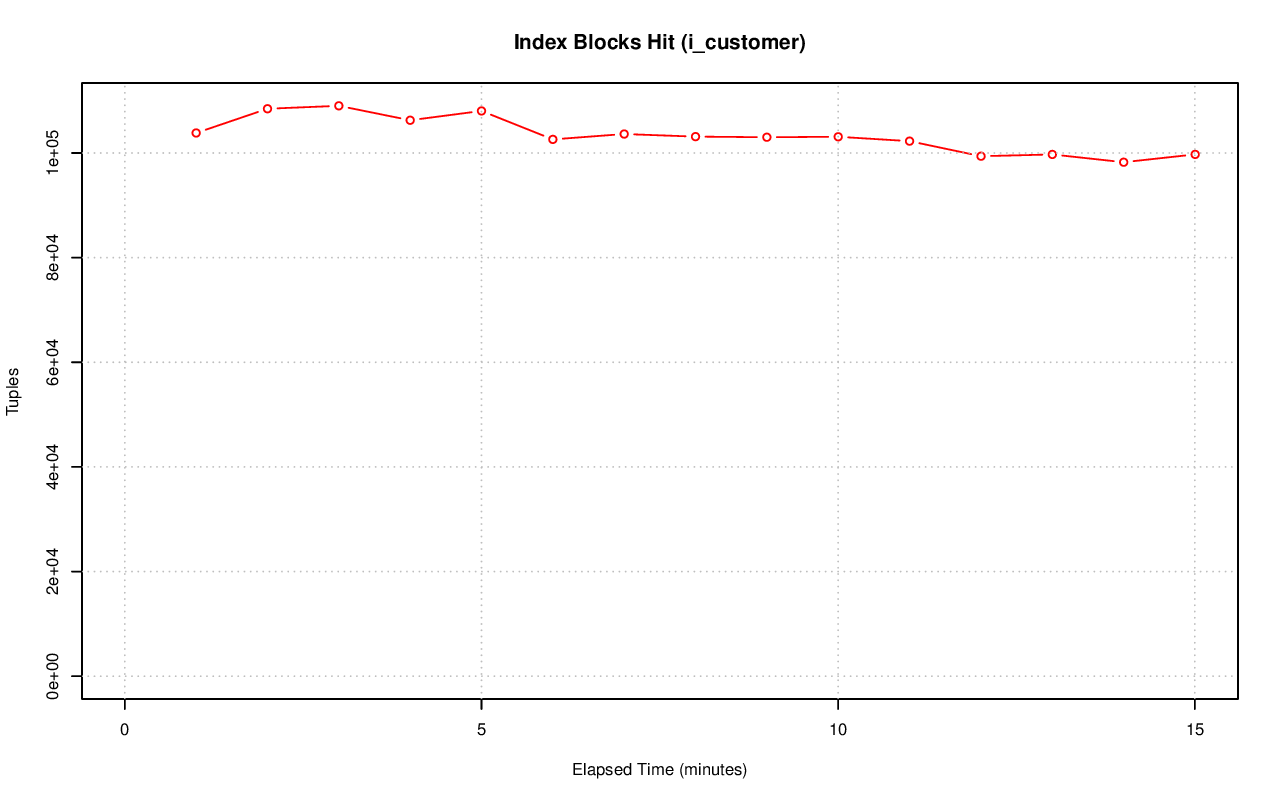 Index Blocks Hit (i_customer)
Tuples
1e+05
8e+04
6e+04
4e+04
2e+04
0e+00
0 5 10 15
Elapsed Time (minutes)